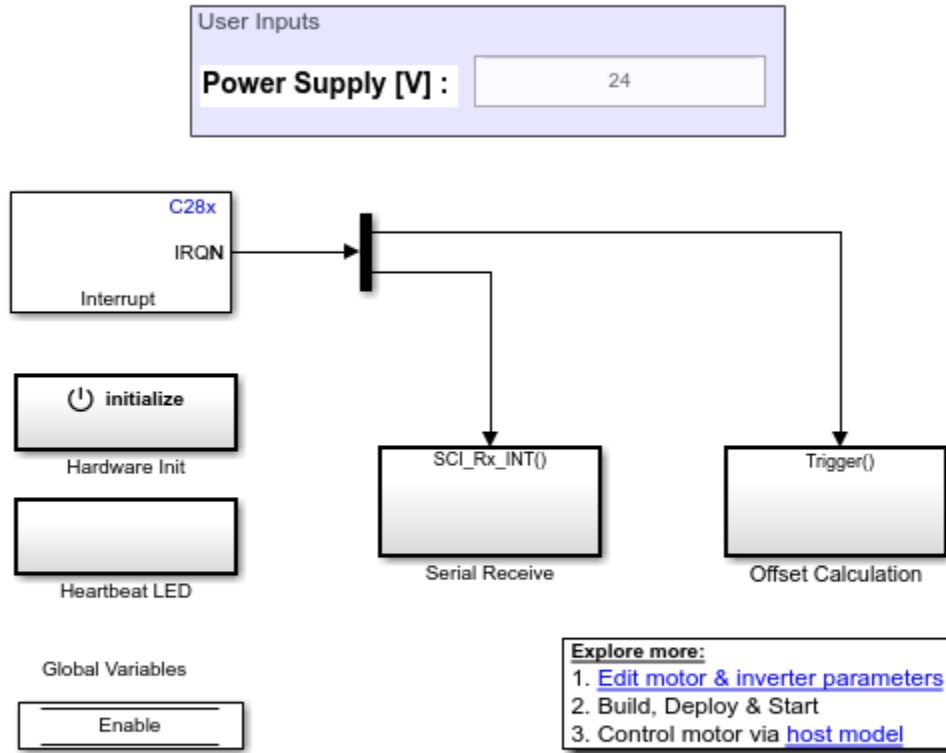 User Inputs
Power Supply [V] :
24
C28x
IRQN
Interrupt
initialize
Hardware Init
Heartbeat LED
SCI_Rx_INT()
Serial Receive
Trigger()
Offset Calculation
Global Variables
Enable
Explore more:
1. Edit motor & inverter parameters
2. Build, Deploy & Start
3. Control motor via host model